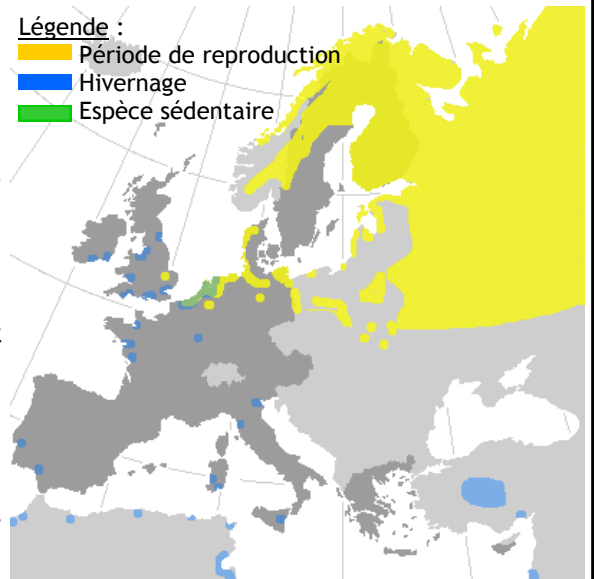 Légende :
Période de reproduction
Hivernage
Espèce sédentaire